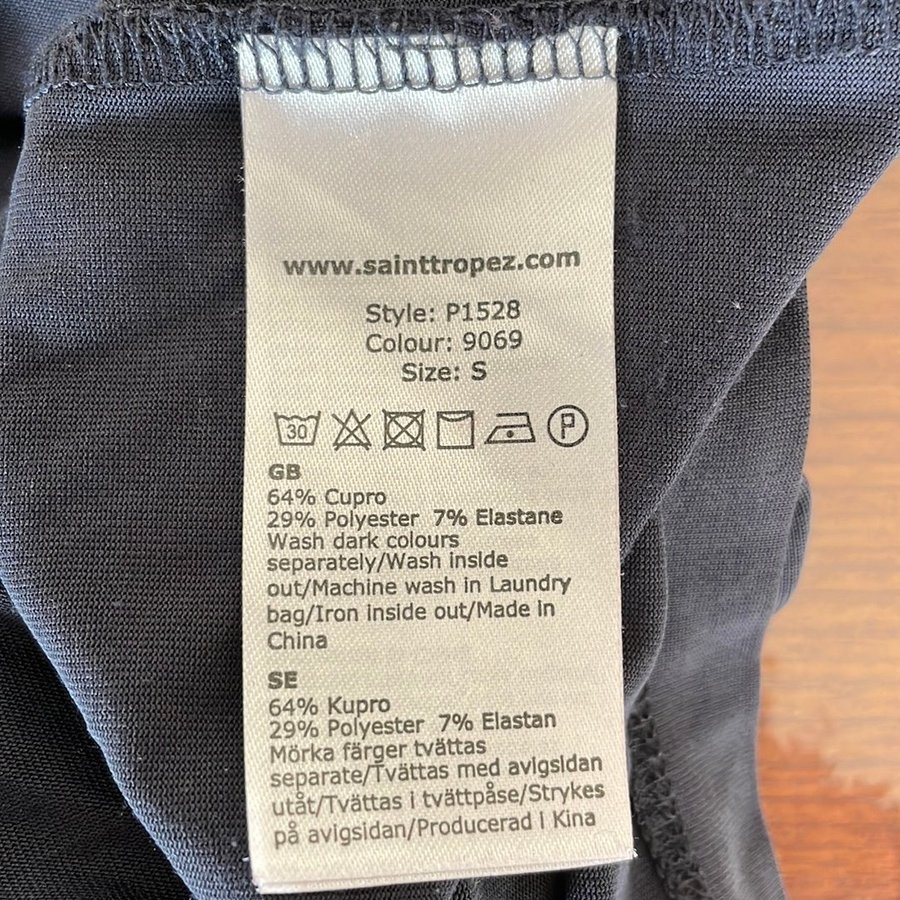 www.sainttropez.com
Style: P1528
Colour: 9069
Size: S
30 P
GB
64% Cupro
29% Polyester 7% Elastane
Wash dark colours
separately/Wash inside
out/Machine wash in Laundry
bag/Iron inside out/Made in
China
SE
64% Kupro
29% Polyester 7% Elastan
Mörka färger tvättas
separate/Tvättas med avigsidan
utåt/Tvättas i tvättpåse/Strykes
på avigsidan/Producerad i Kina